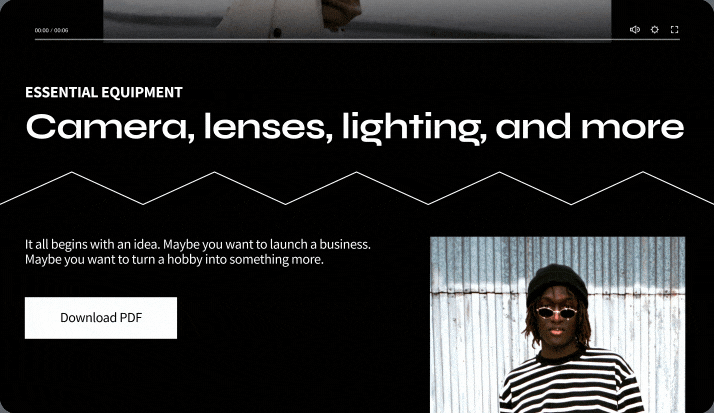 00:00 / 00:06
ESSENTIAL EQUIPMENT
Camera, lenses, lighting, and more
It all begins with an idea. Maybe you want to launch a business.
Maybe you want to turn a hobby into something more.
Download PDF